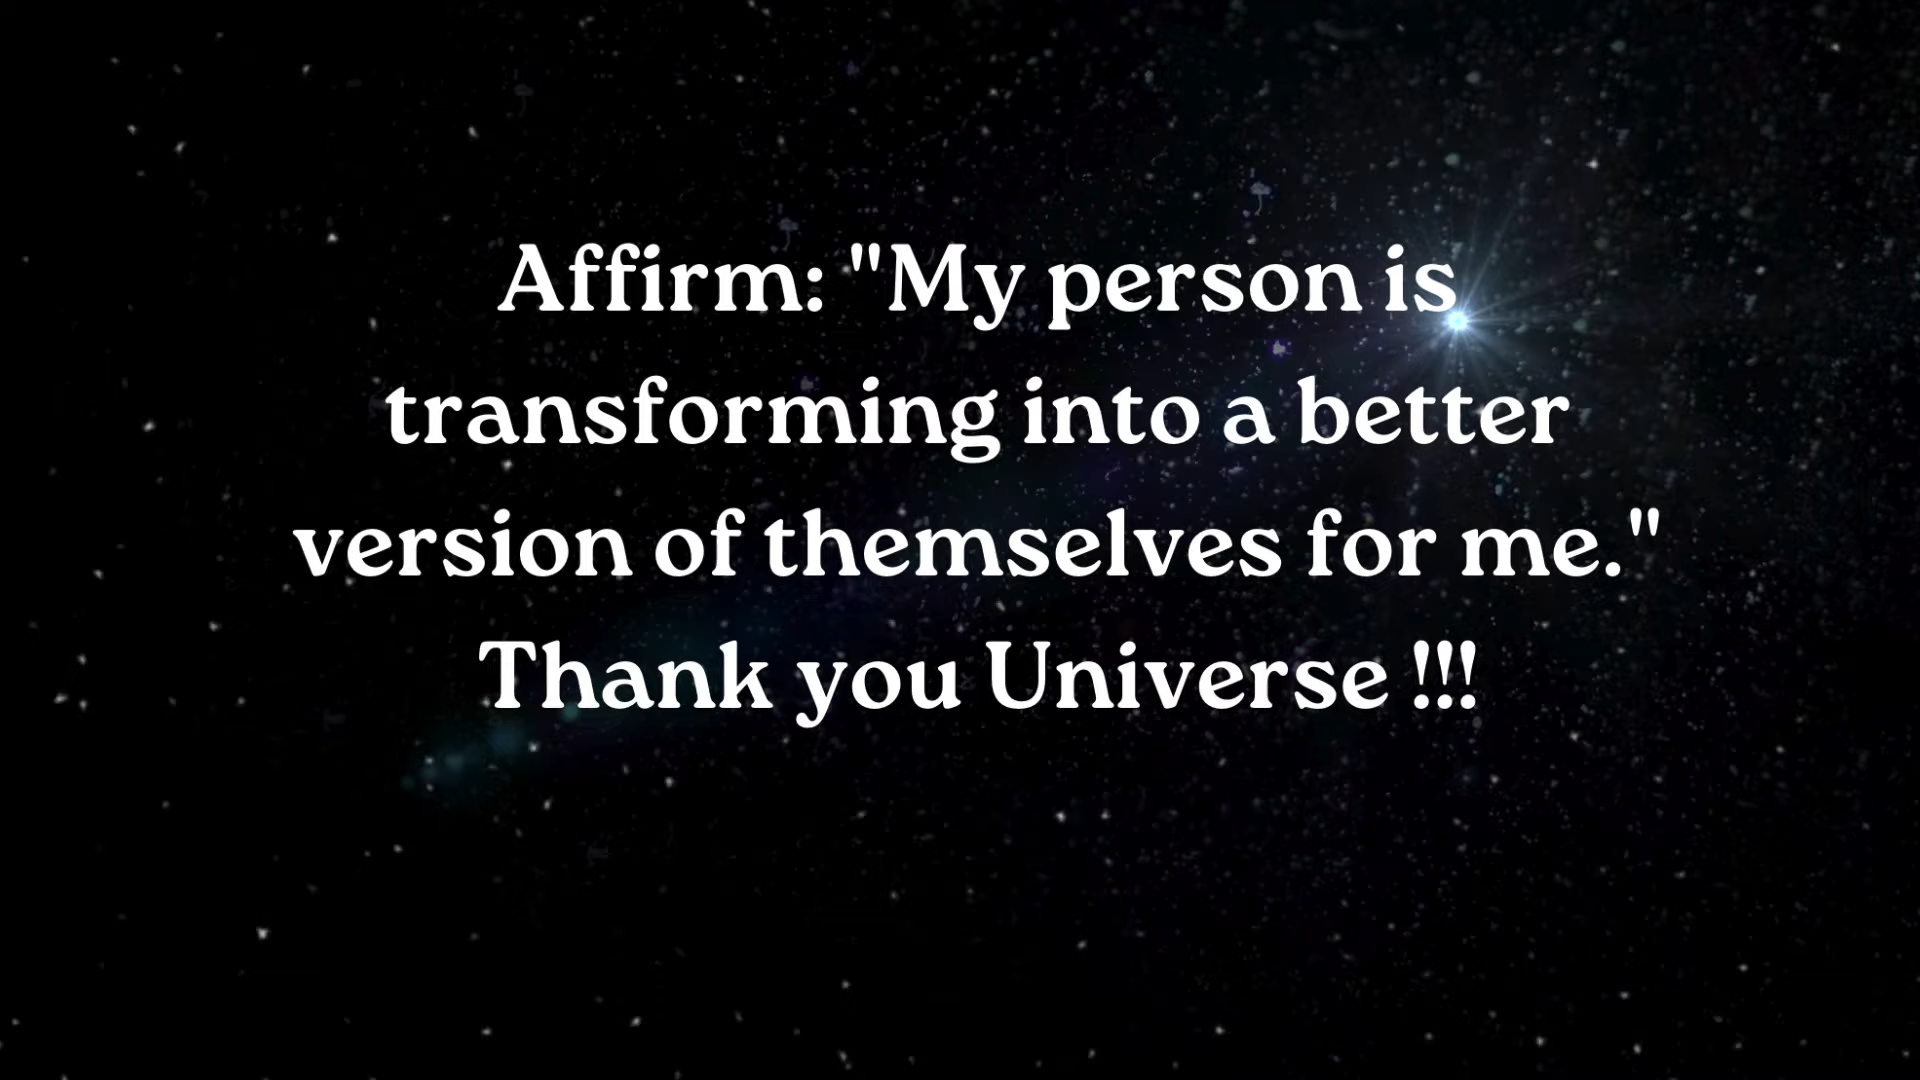 Affirm: "My person is
transforming into a better
version of themselves for me."
Thank you Universe !!!